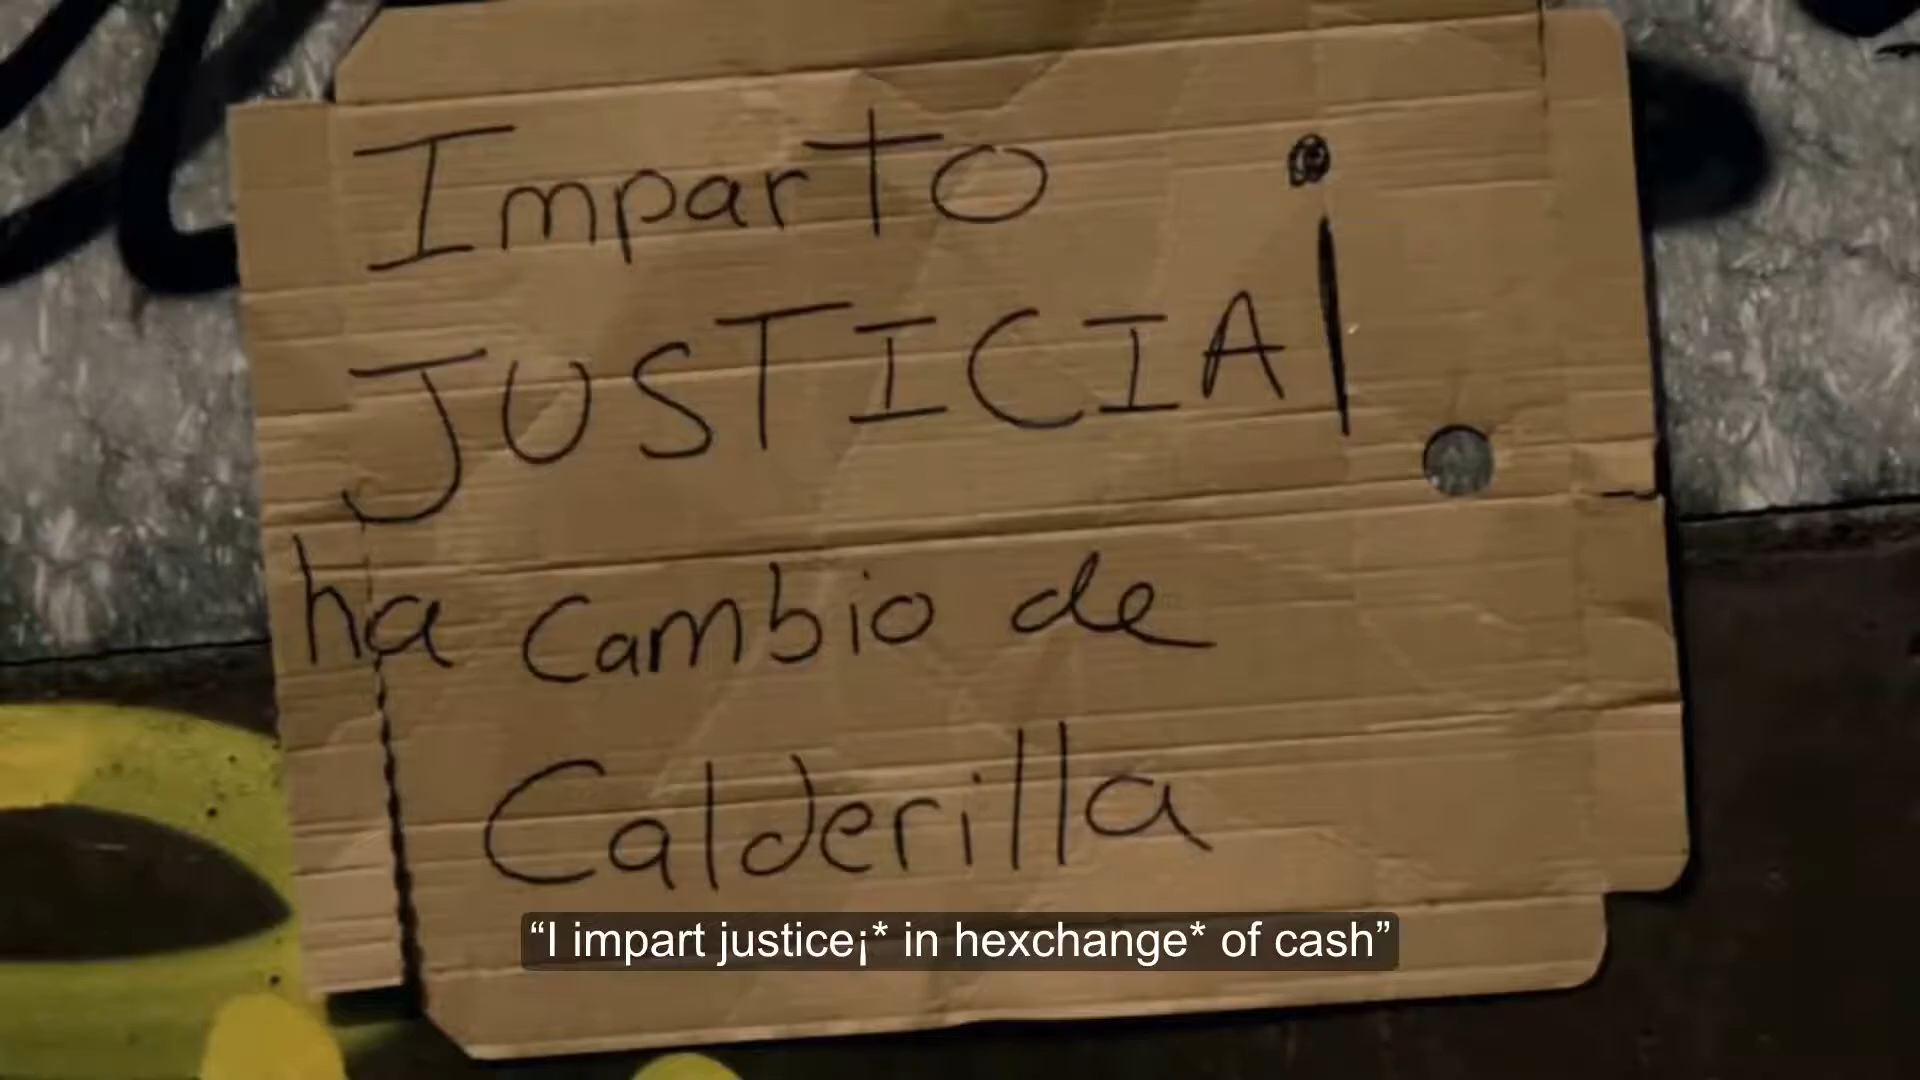 Imparto
JUSTICIA¡
ha cambio de
Calderilla
“I impart justice¡* in hexchange* of cash”